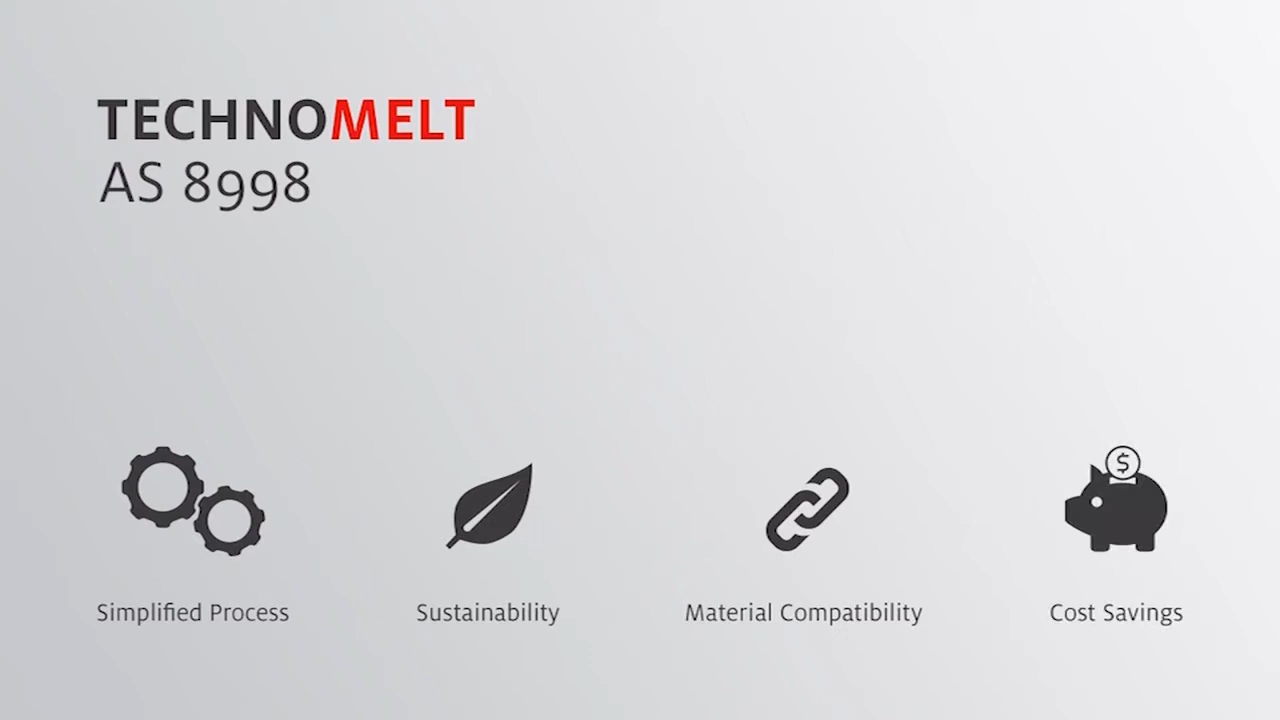 TECHNOMELT
AS 8998
$
Simplified Process
Sustainability
Material Compatibility
Cost Savings